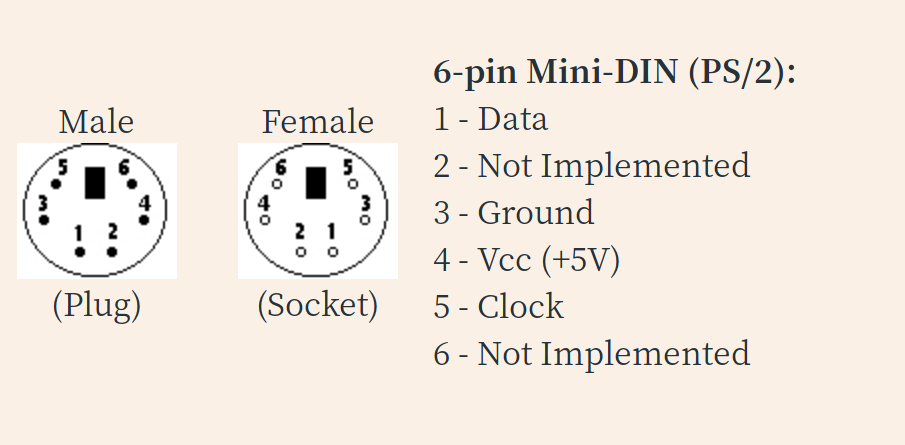 Male
5 6
3 4
1 2
(Plug)
Female
6 5
4 3
2 1
(Socket)
6-pin Mini-DIN (PS/2):
1 - Data
2 - Not Implemented
3 - Ground
4 - Vcc (+5V)
5 - Clock
6 - Not Implemented